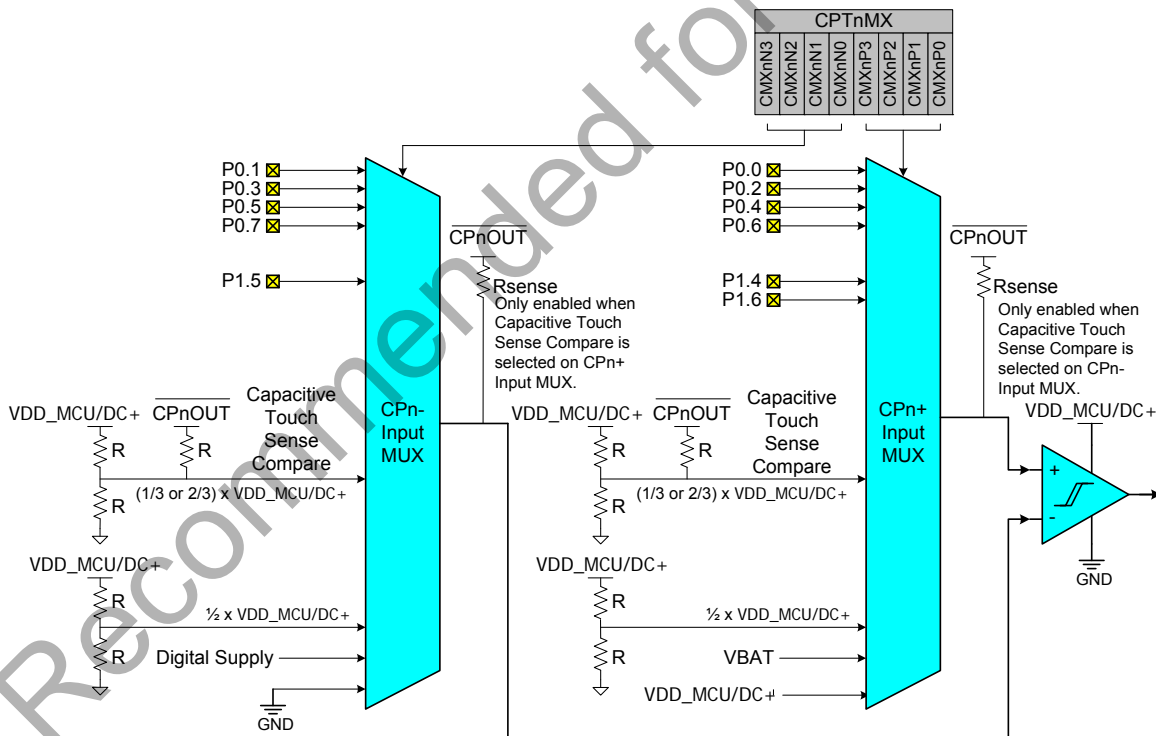 CPTnMX
CMXnN3
CMXnN2
CMXnN1
CMXnN0
CMXnP3
CMXnP2
CMXnP1
CMXnP0
P0.1
P0.3
P0.5
P0.7
P1.5
CPnOUT
Rsense
Only enabled when
Capacitive Touch
Sense Compare is
selected on CPn+
Input MUX.
VDD_MCU/DC+
CPnOUT
Capacitive
Touch
Sense
Compare
R
R
(1/3 or 2/3) x VDD_MCU/DC+
R
VDD_MCU/DC+
R
½ x VDD_MCU/DC+
R
Digital Supply
GND
CPn-
Input
MUX
P0.0
P0.2
P0.4
P0.6
P1.4
P1.6
CPnOUT
Rsense
Only enabled when
Capacitive Touch
Sense Compare is
selected on CPn-
Input MUX.
VDD_MCU/DC+
CPnOUT
Capacitive
Touch
Sense
Compare
R
R
(1/3 or 2/3) x VDD_MCU/DC+
R
VDD_MCU/DC+
R
½ x VDD_MCU/DC+
R
VBAT
VDD_MCU/DC+
CPn+
Input
MUX
VDD_MCU/DC+
+
-
GND
Recommended for